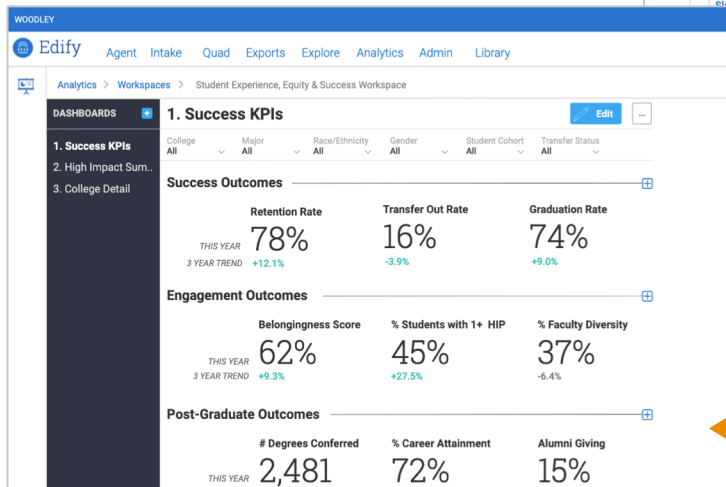 WOODLEY
Edify Agent Intake Quad Exports Explore Analytics Admin Library
Analytics > Workspaces > Student Experience, Equity & Success Workspace
DASHBOARDS
1. Success KPIs
2. High Impact Sum..
3. College Detail
1. Success KPIs
Edit
...
College Major Race/Ethnicity Gender Student Cohort Transfer Status
All All All All All All
Success Outcomes
Retention Rate Transfer Out Rate Graduation Rate
THIS YEAR 78% 16% 74%
3 YEAR TREND +12.1% -3.9% +9.0%
Engagement Outcomes
Belongingness Score % Students with 1+ HIP % Faculty Diversity
THIS YEAR 62% 45% 37%
3 YEAR TREND +9.3% +27.5% -6.4%
Post-Graduate Outcomes
# Degrees Conferred % Career Attainment Alumni Giving
THIS YEAR 2,481 72% 15%